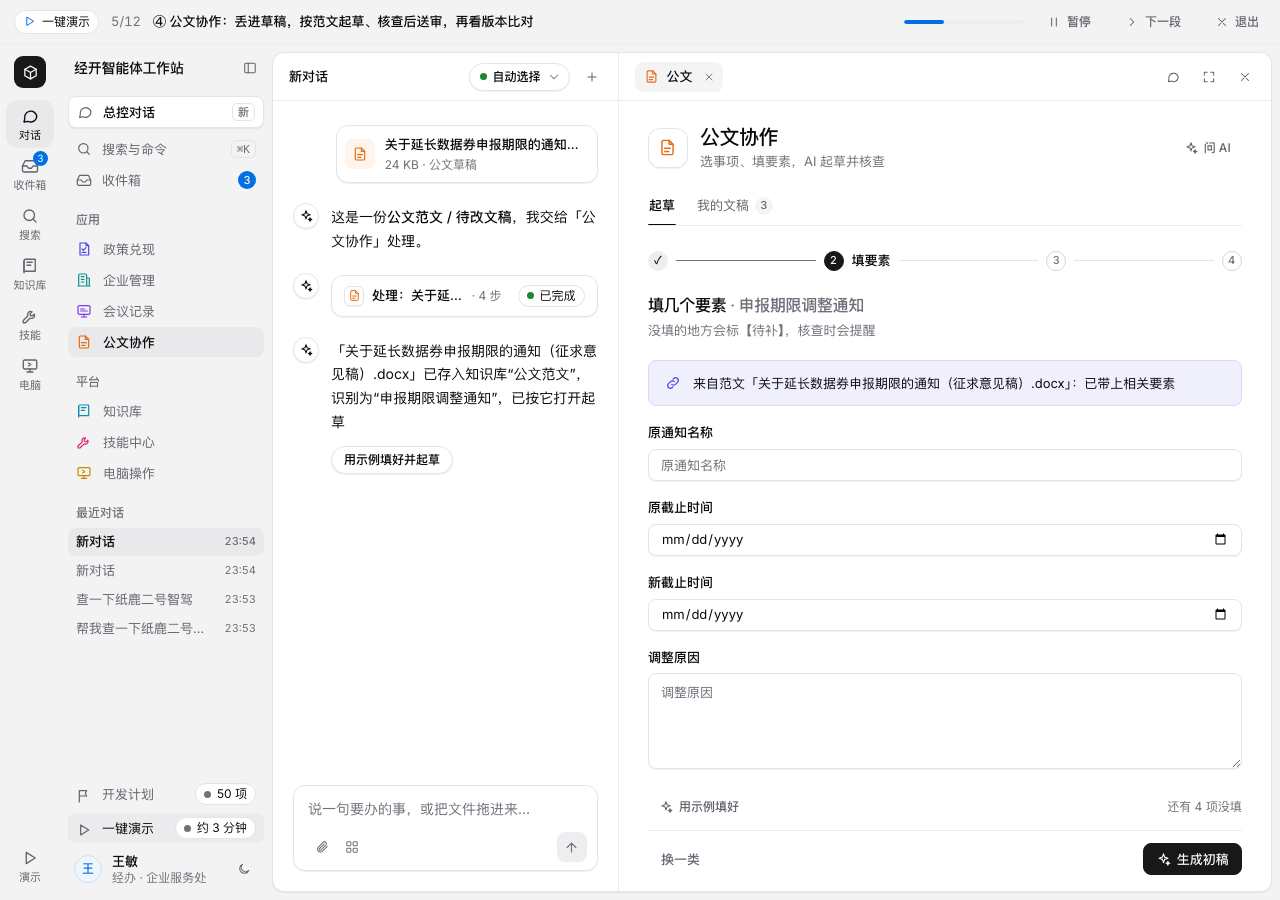 一键演示 5/12 ④ 公文协作：丢进草稿，按范文起草、核查后送审，再看版本比对 暂停 下一段 退出
对话
3
收件箱
搜索
知识库
技能
电脑
演示
经开智能体工作站
总控对话 新
搜索与命令 ⌘K
收件箱 3
应用
政策兑现
企业管理
会议记录
公文协作
平台
知识库
技能中心
电脑操作
最近对话
新对话 23:54
新对话 23:54
查一下纸鹿二号智驾 23:53
帮我查一下纸鹿二号... 23:53
开发计划 50 项
一键演示 约 3 分钟
王 王敏
经办 · 企业服务处
新对话 自动选择
关于延长数据券申报期限的通知...
24 KB · 公文草稿
这是一份公文范文 / 待改文稿，我交给「公
文协作」处理。
处理：关于延... · 4 步 已完成
「关于延长数据券申报期限的通知（征求意
见稿）.docx」已存入知识库“公文范文”，
识别为“申报期限调整通知”，已按它打开起
草
用示例填好并起草
说一句要办的事，或把文件拖进来...
公文
公文协作
选事项、填要素，AI 起草并核查
问 AI
起草 我的文稿 3
2 填要素 3 4
填几个要素 · 申报期限调整通知
没填的地方会标【待补】，核查时会提醒
来自范文「关于延长数据券申报期限的通知（征求意见稿）.docx」：已带上相关要素
原通知名称
原通知名称
原截止时间
mm/dd/yyyy
新截止时间
mm/dd/yyyy
调整原因
调整原因
用示例填好 还有 4 项没填
换一类 生成初稿